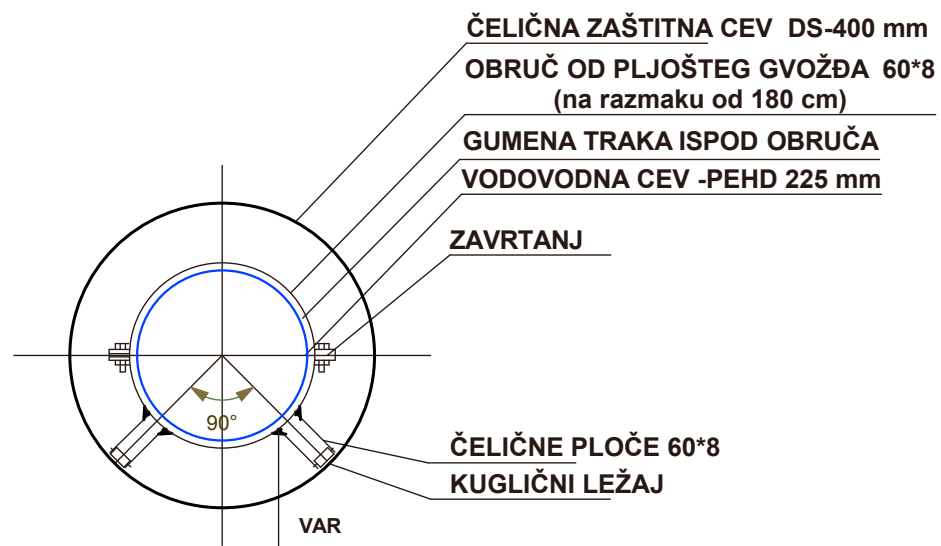 ČELIČNA ZAŠTITNA CEV DS-400 mm
OBRUČ OD PLJOŠTEG GVOŽĐA 60*8
(na razmaku od 180 cm)
GUMENA TRAKA ISPOD OBRUČA
VODOVODNA CEV -PEHD 225 mm
ZAVRTANJ
90°
ČELIČNE PLOČE 60*8
KUGLIČNI LEŽAJ
VAR